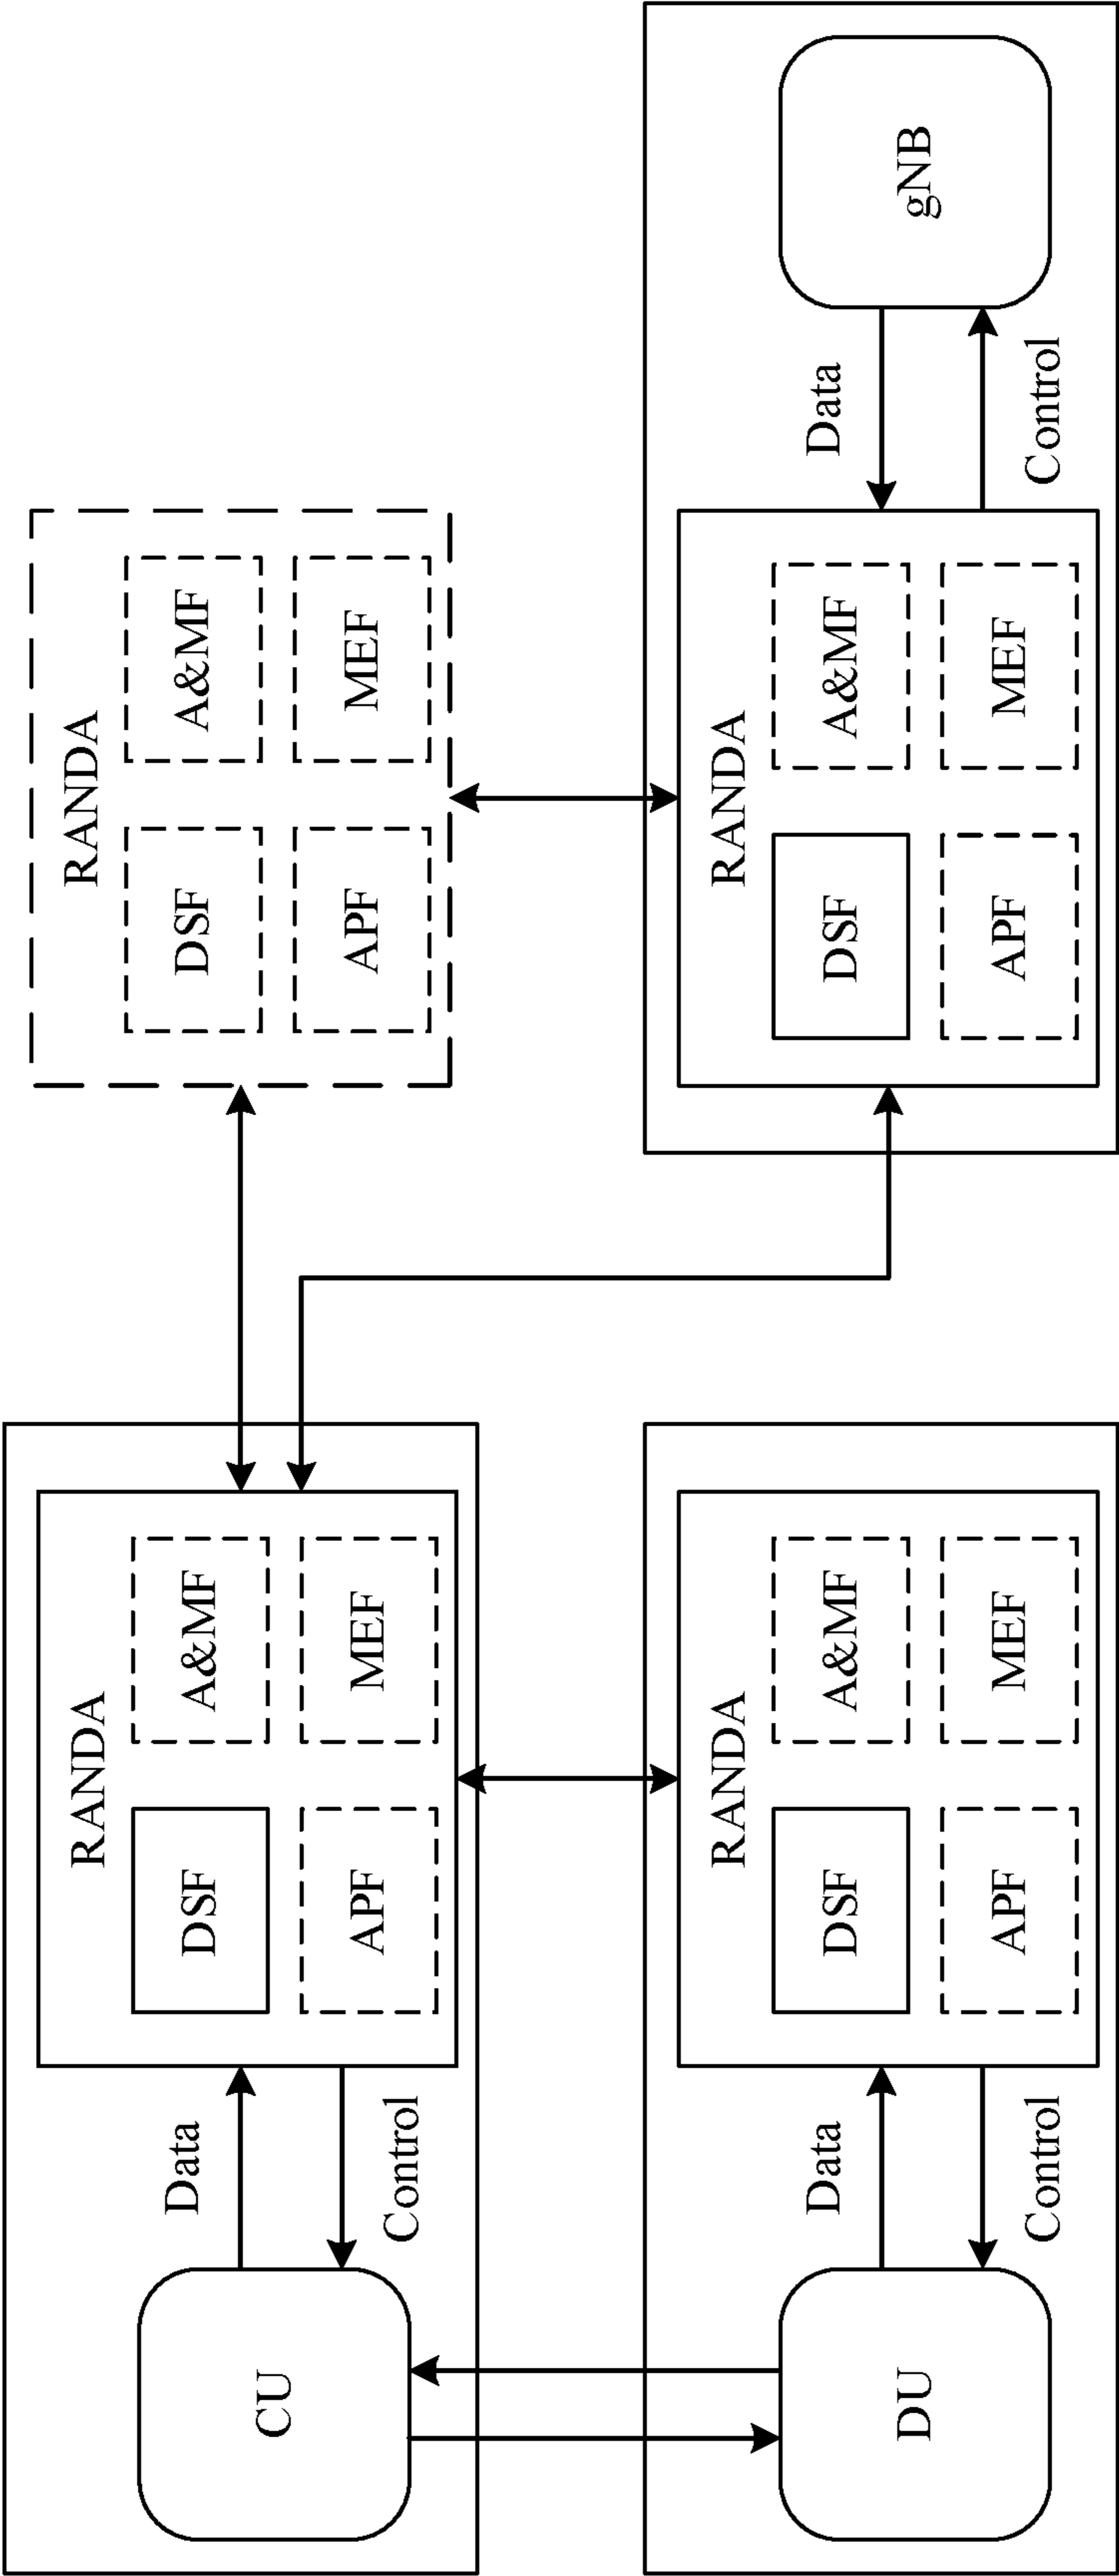 CU
Data
Control
RANDA
DSF
A&MF
APF
MEF
RANDA
DSF
A&MF
APF
MEF
DU
Data
Control
RANDA
DSF
A&MF
APF
MEF
RANDA
DSF
A&MF
APF
MEF
Data
Control
gNB